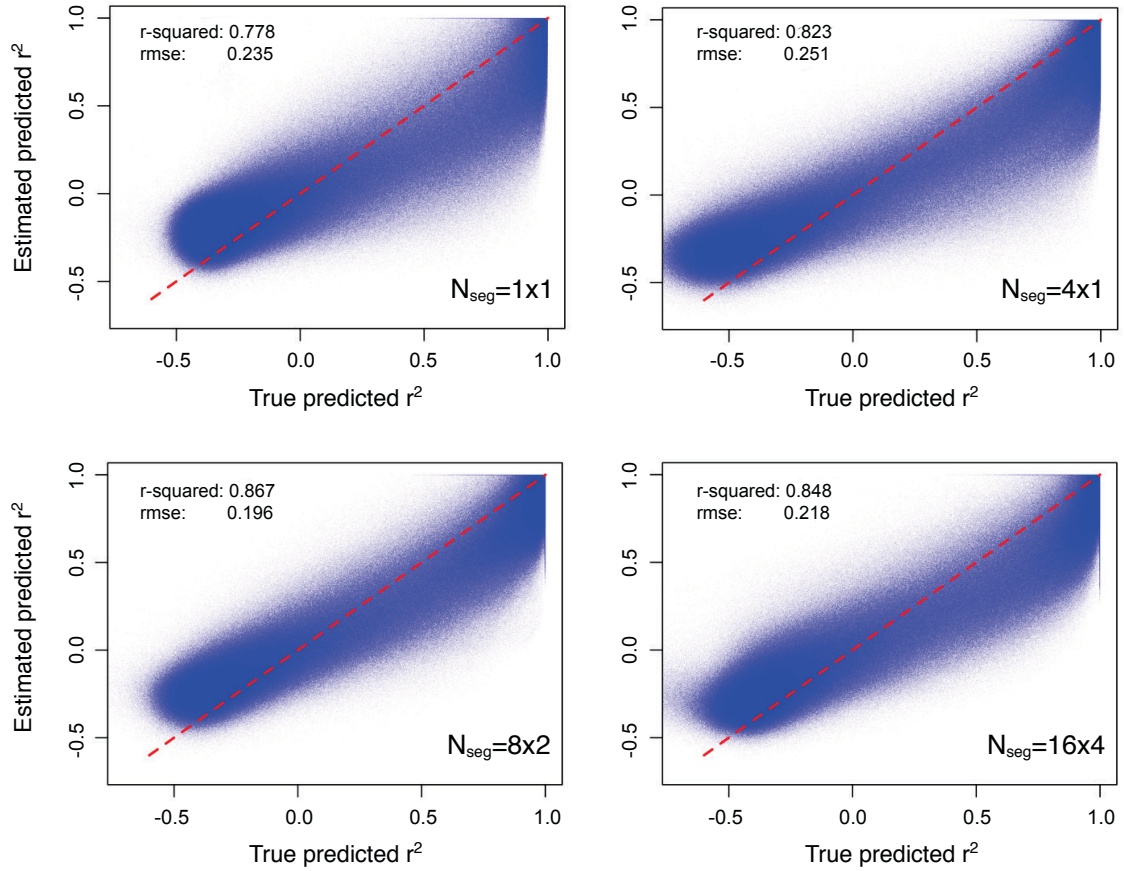 r-squared: 0.778
rmse: 0.235
Estimated predicted r²
1.0
0.5
0.0
-0.5
N_seg=1x1
-0.5 0.0 0.5 1.0
True predicted r²
r-squared: 0.823
rmse: 0.251
1.0
0.5
0.0
-0.5
N_seg=4x1
-0.5 0.0 0.5 1.0
True predicted r²
r-squared: 0.867
rmse: 0.196
Estimated predicted r²
1.0
0.5
0.0
-0.5
N_seg=8x2
-0.5 0.0 0.5 1.0
True predicted r²
r-squared: 0.848
rmse: 0.218
1.0
0.5
0.0
-0.5
N_seg=16x4
-0.5 0.0 0.5 1.0
True predicted r²